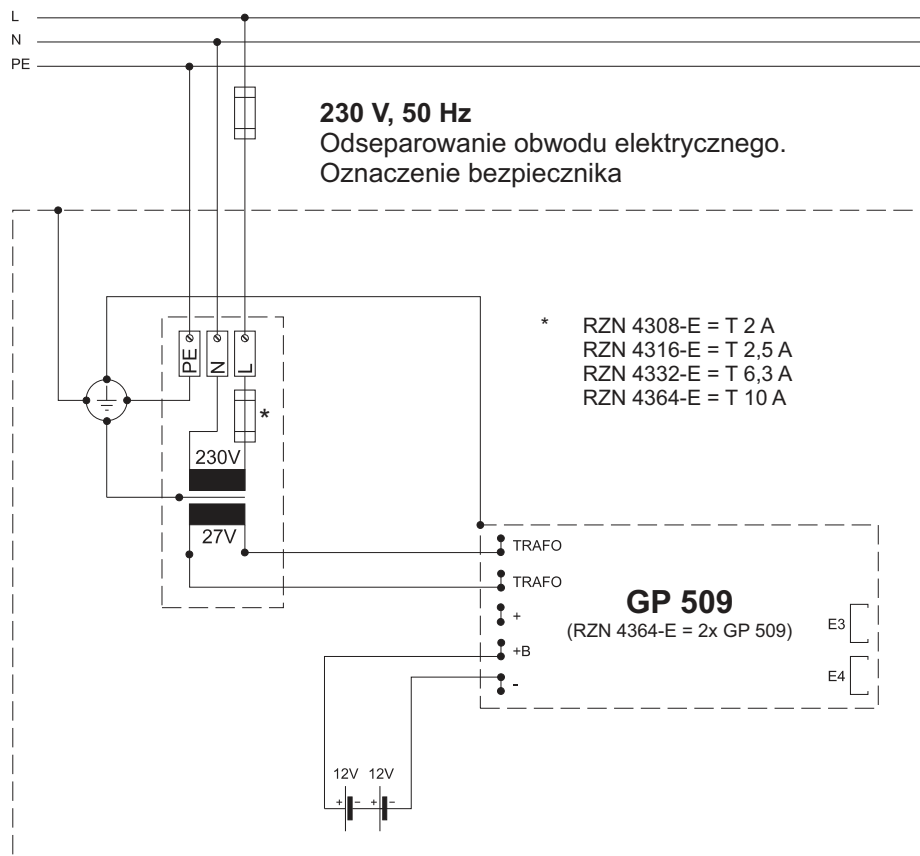 L
N
PE
230 V, 50 Hz
Odseparowanie obwodu elektrycznego.
Oznaczenie bezpiecznika
* RZN 4308-E = T 2 A
RZN 4316-E = T 2,5 A
RZN 4332-E = T 6,3 A
RZN 4364-E = T 10 A
PE
N
L
*
230V
27V
TRAFO
TRAFO
+
+B
-
GP 509
(RZN 4364-E = 2x GP 509)
E3
E4
12V 12V
+ - + -